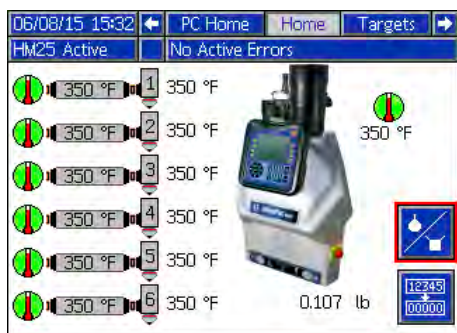 06/08/15 15:32 PC Home Home Targets
HM25 Active No Active Errors
350 °F 1 350 °F
350 °F
350 °F 2 350 °F
350 °F 3 350 °F
350 °F 4 350 °F
350 °F 5 350 °F
350 °F 6 350 °F
0.107 lb
12345
00000